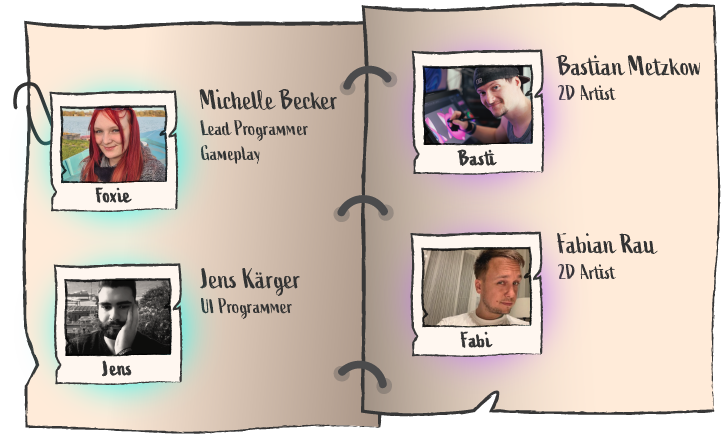 Michelle Becker
Lead Programmer
Gameplay
Foxie
Jens Kärger
UI Programmer
Jens
Bastian Metzkow
2D Artist
Basti
Fabian Rau
2D Artist
Fabi